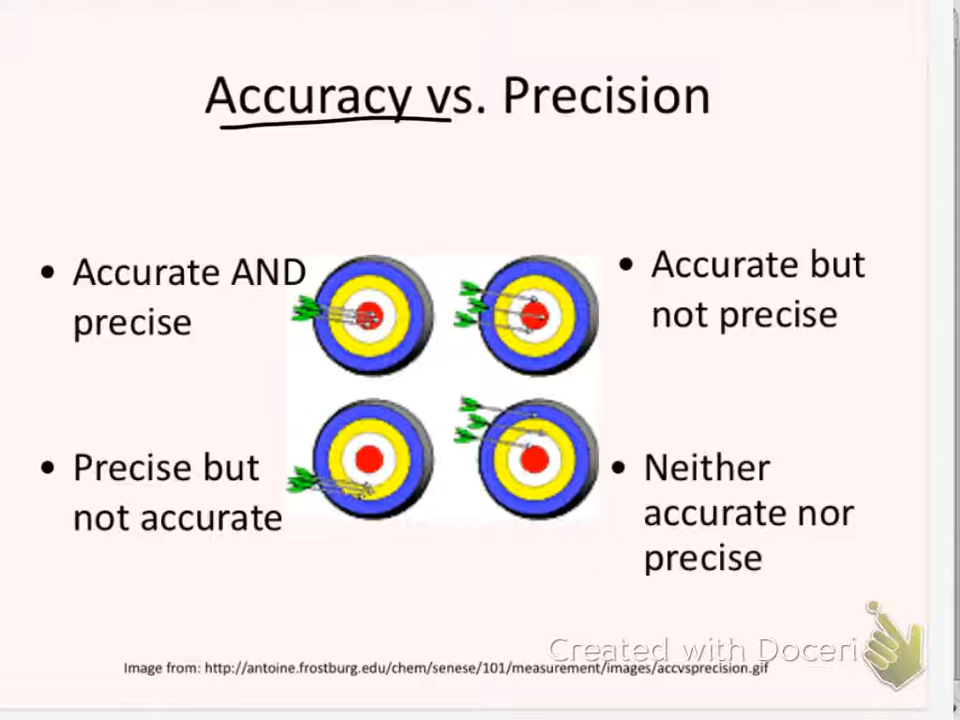 Accuracy vs. Precision
• Accurate AND
precise
• Accurate but
not precise
• Precise but
not accurate
• Neither
accurate nor
precise
Created with Doceri
Image from: http://antoine.frostburg.edu/chem/senese/101/measurement/images/accvsprecision.gif